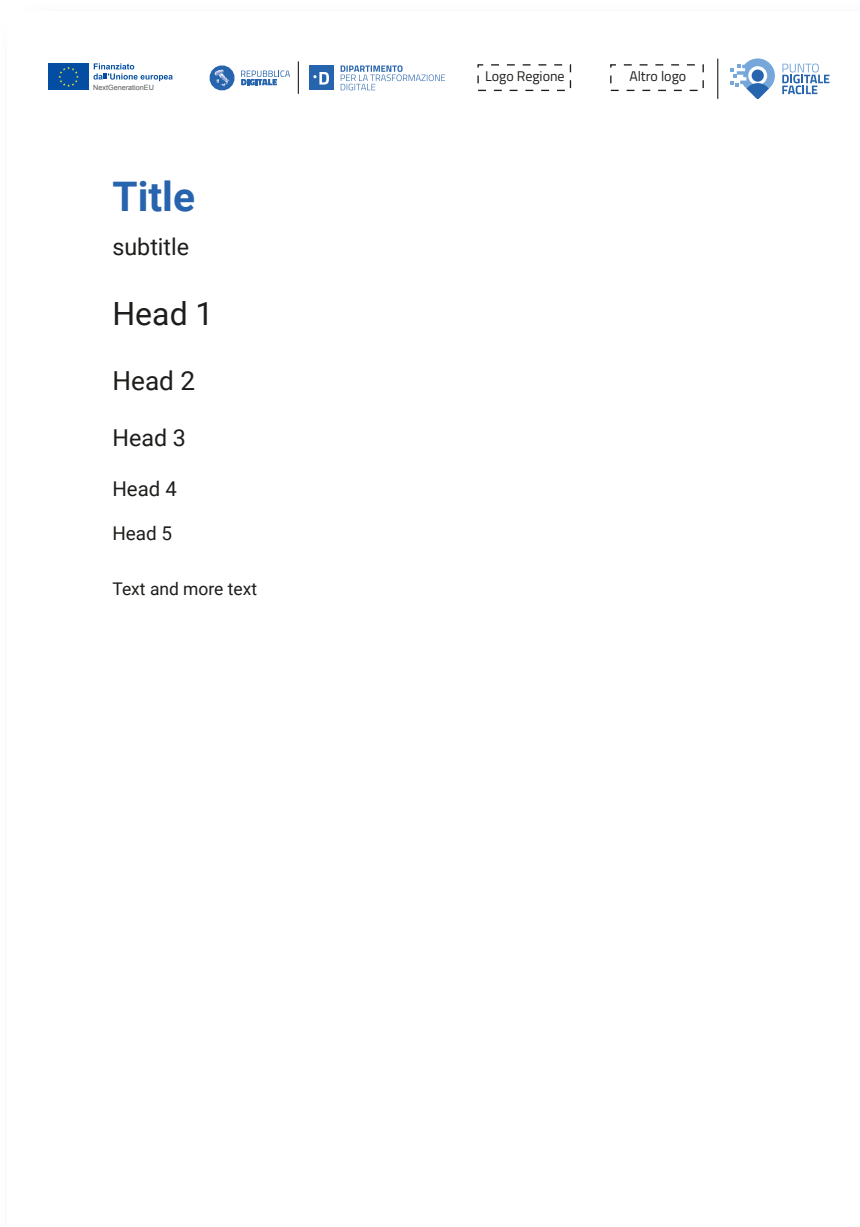 Finanziato
dall'Unione europea
NextGenerationEU
REPUBBLICA
DIGITALE
·D
DIPARTIMENTO
PER LA TRASFORMAZIONE
DIGITALE
Logo Regione
Altro logo
PUNTO
DIGITALE
FACILE
Title
subtitle
Head 1
Head 2
Head 3
Head 4
Head 5
Text and more text